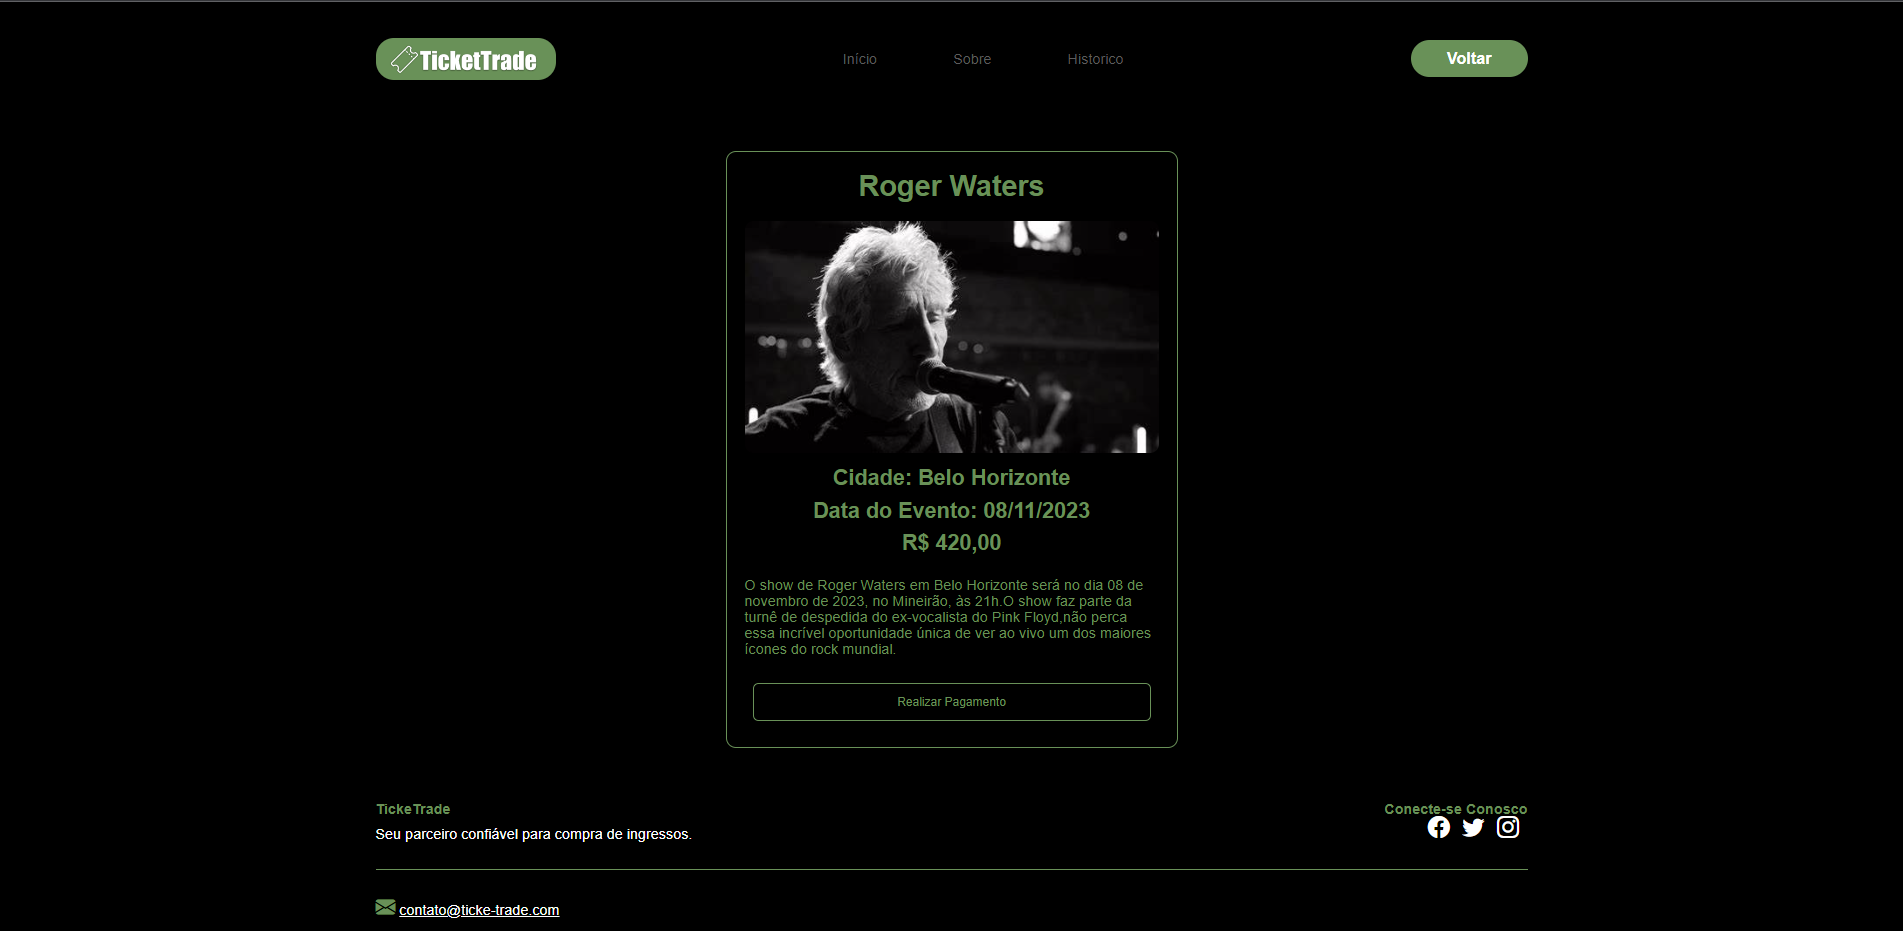 TicketTrade
Início
Sobre
Historico
Voltar
Roger Waters
Cidade: Belo Horizonte
Data do Evento: 08/11/2023
R$ 420,00
O show de Roger Waters em Belo Horizonte será no dia 08 de
novembro de 2023, no Mineirão, às 21h.O show faz parte da
turnê de despedida do ex-vocalista do Pink Floyd,não perca
essa incrível oportunidade única de ver ao vivo um dos maiores
ícones do rock mundial.
Realizar Pagamento
TickeTrade
Conecte-se Conosco
Seu parceiro confiável para compra de ingressos.
contato@ticke-trade.com